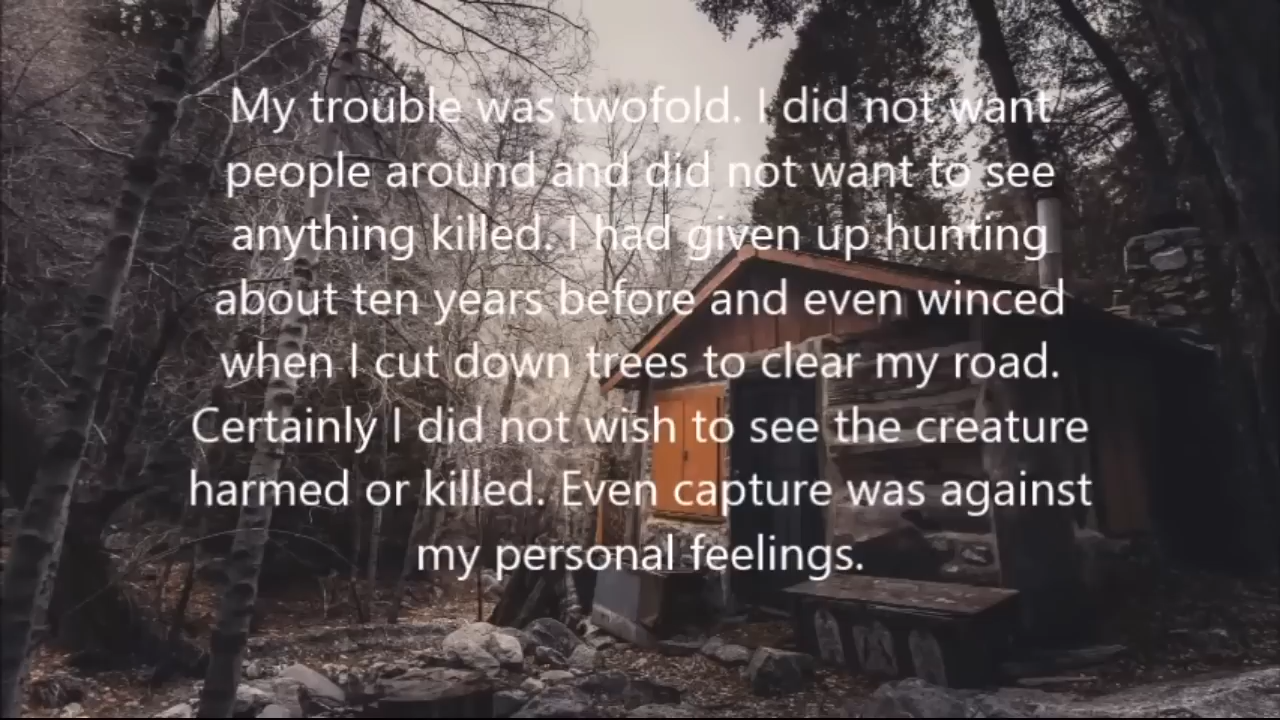 My trouble was twofold. I did not want
people around and did not want to see
anything killed. I had given up hunting
about ten years before and even winced
when I cut down trees to clear my road.
Certainly I did not wish to see the creature
harmed or killed. Even capture was against
my personal feelings.